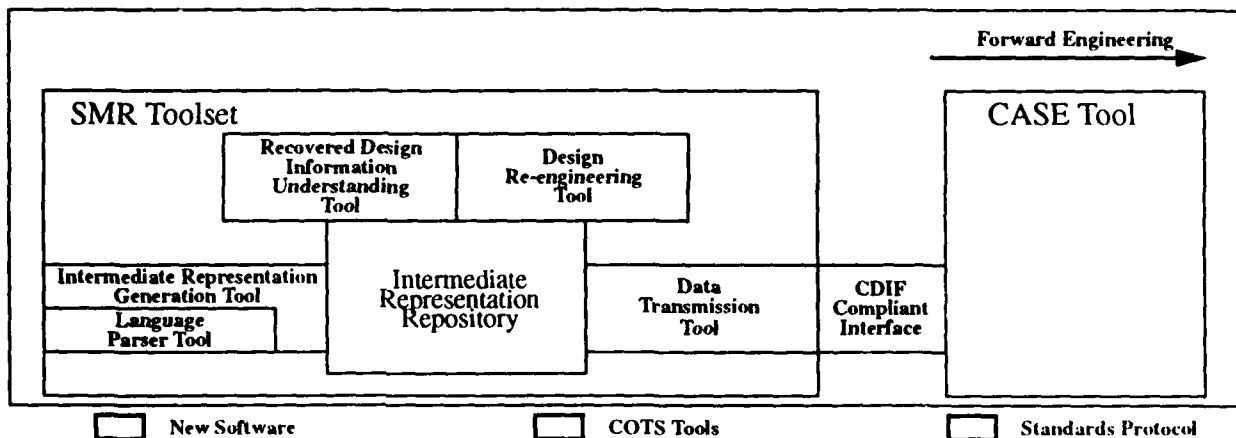 Forward Engineering
SMR Toolset
CASE Tool
Recovered Design
Information
Understanding
Tool
Design
Re-engineering
Tool
Intermediate Representation
Generation Tool
Language
Parser Tool
Intermediate
Representation
Repository
Data
Transmission
Tool
CDIF
Compliant
Interface
New Software
COTS Tools
Standards Protocol